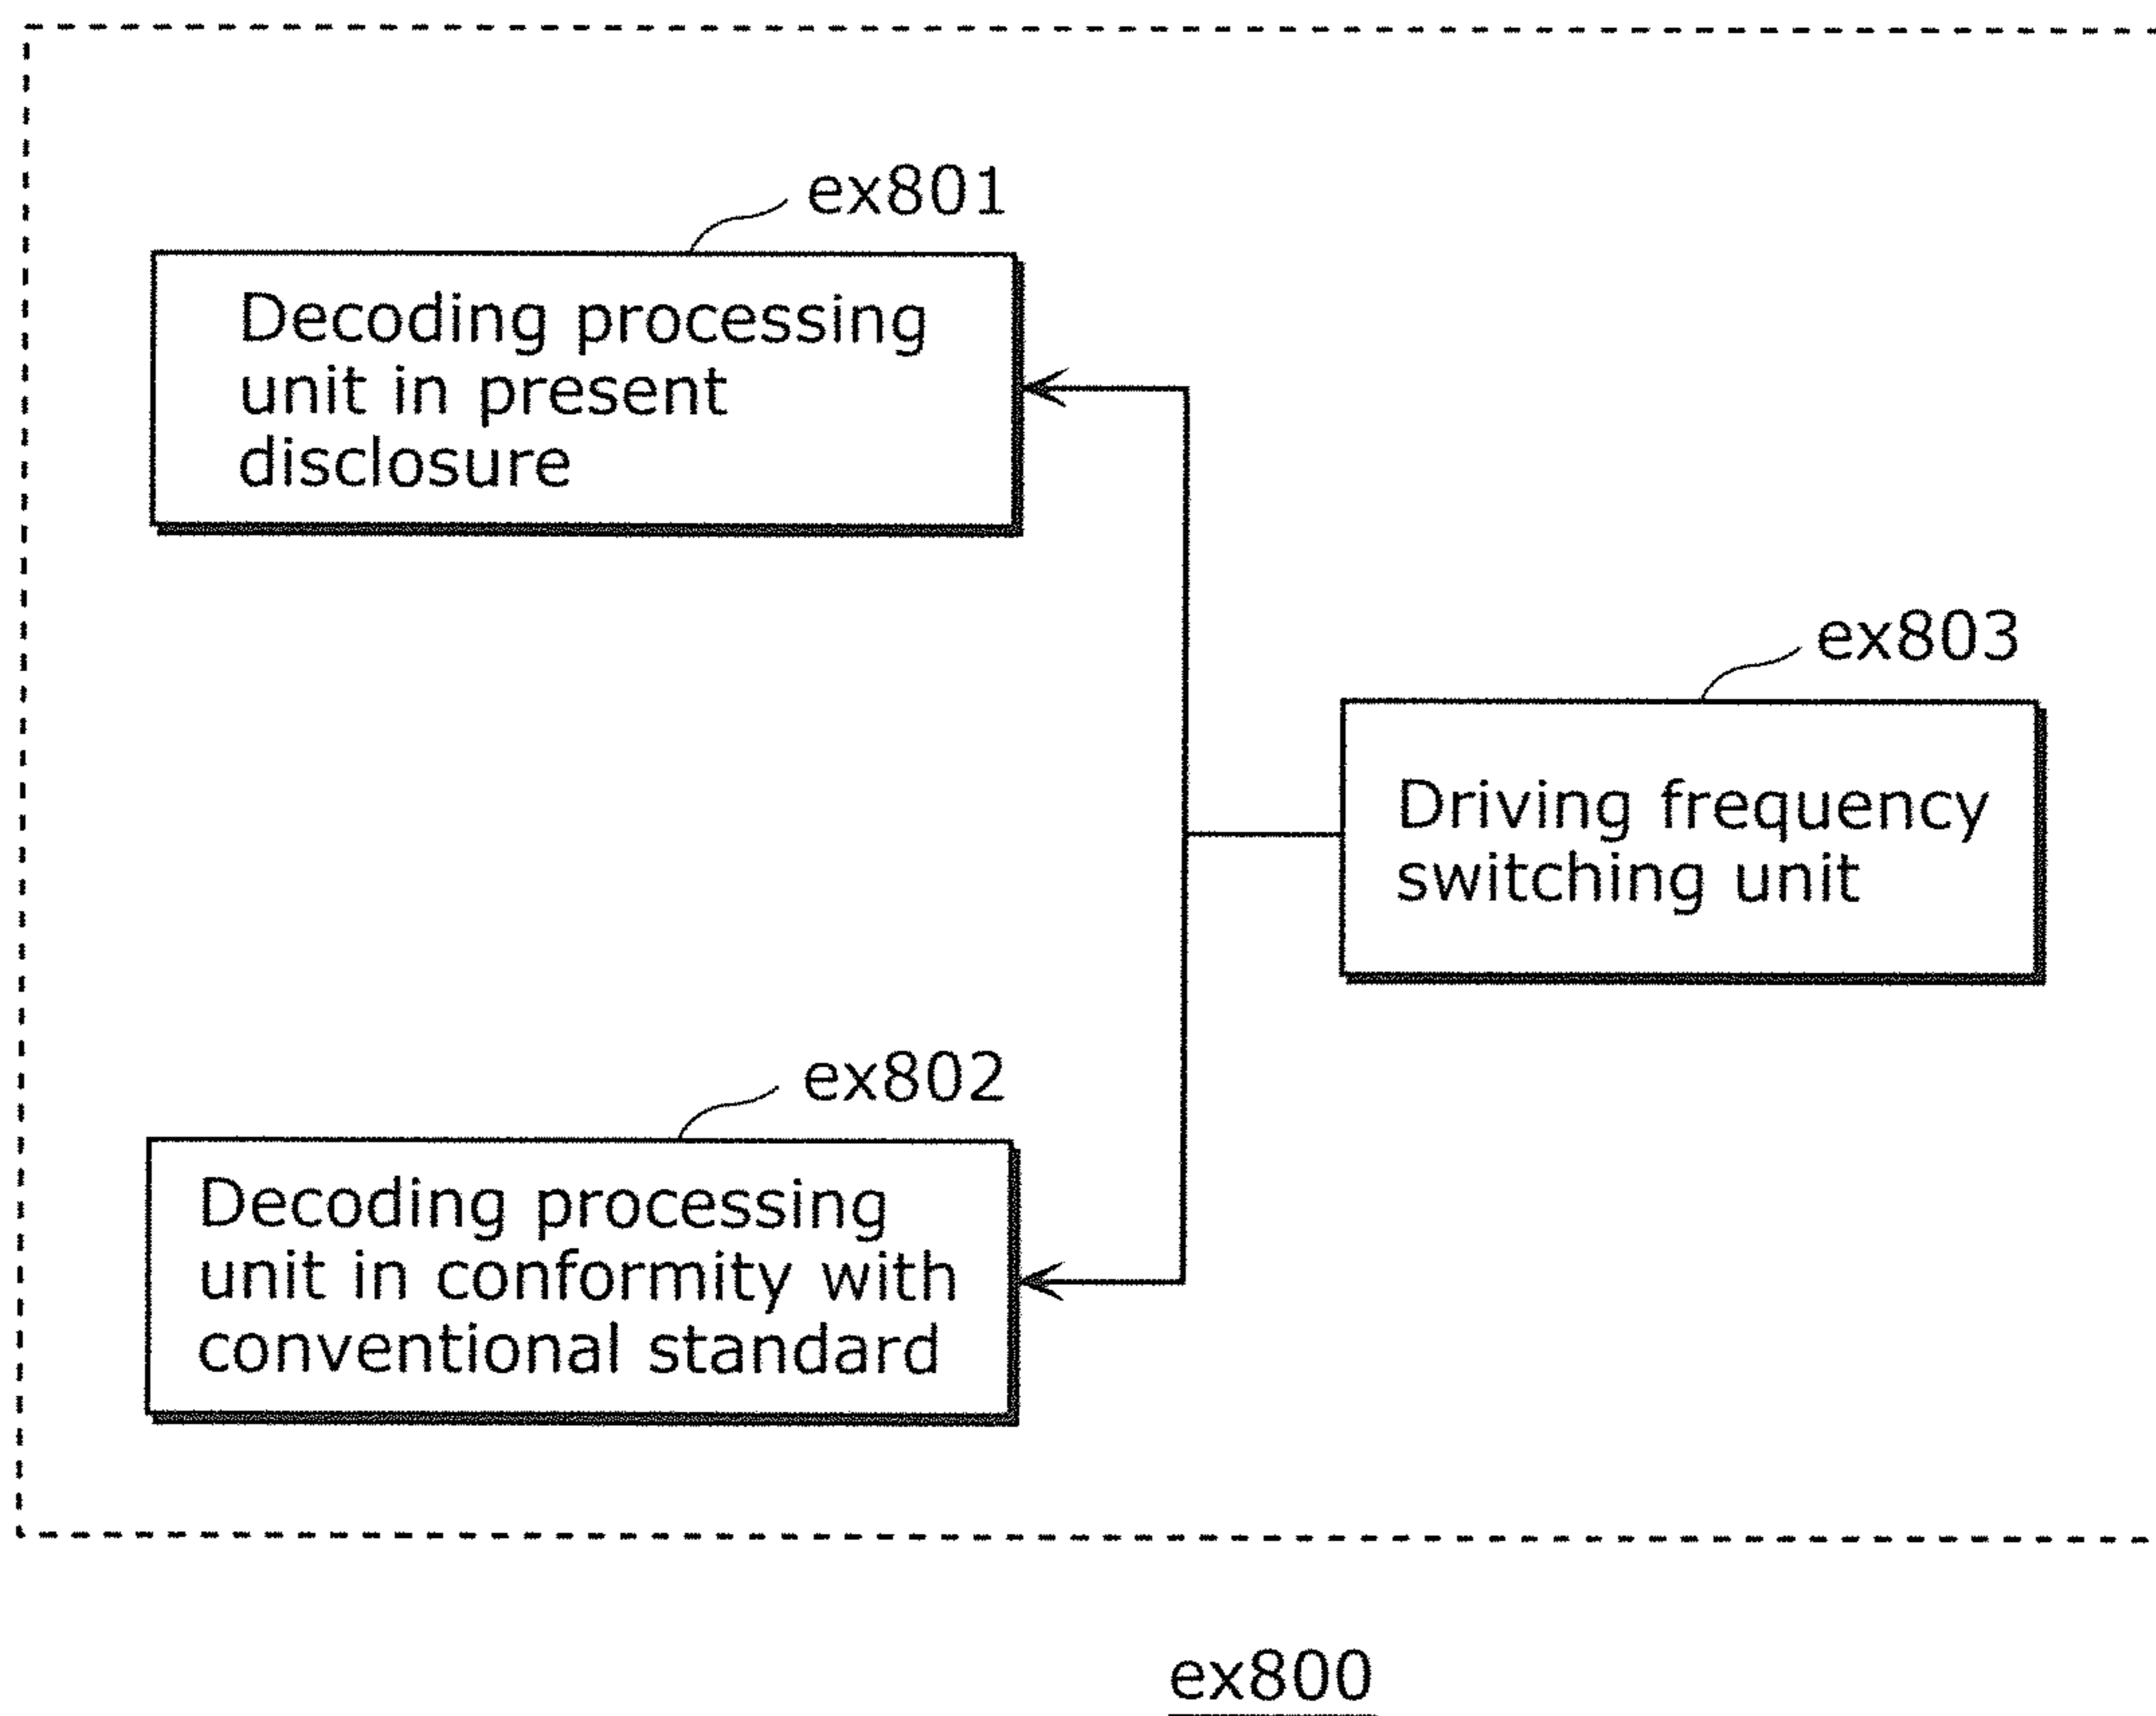 ex801
Decoding processing
unit in present
disclosure
ex803
Driving frequency
switching unit
ex802
Decoding processing
unit in conformity with
conventional standard
ex800